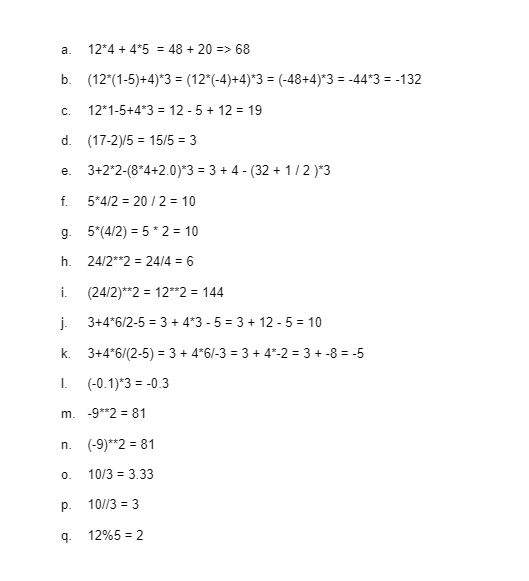 a. 12*4 + 4*5 = 48 + 20 => 68
b. (12*(1-5)+4)*3 = (12*(-4)+4)*3 = (-48+4)*3 = -44*3 = -132
c. 12*1-5+4*3 = 12 - 5 + 12 = 19
d. (17-2)/5 = 15/5 = 3
e. 3+2*2-(8*4+2.0)*3 = 3 + 4 - (32 + 1 / 2 )*3
f. 5*4/2 = 20 / 2 = 10
g. 5*(4/2) = 5 * 2 = 10
h. 24/2**2 = 24/4 = 6
i. (24/2)**2 = 12**2 = 144
j. 3+4*6/2-5 = 3 + 4*3 - 5 = 3 + 12 - 5 = 10
k. 3+4*6/(2-5) = 3 + 4*6/-3 = 3 + 4*-2 = 3 + -8 = -5
l. (-0.1)*3 = -0.3
m. -9**2 = 81
n. (-9)**2 = 81
o. 10/3 = 3.33
p. 10//3 = 3
q. 12%5 = 2